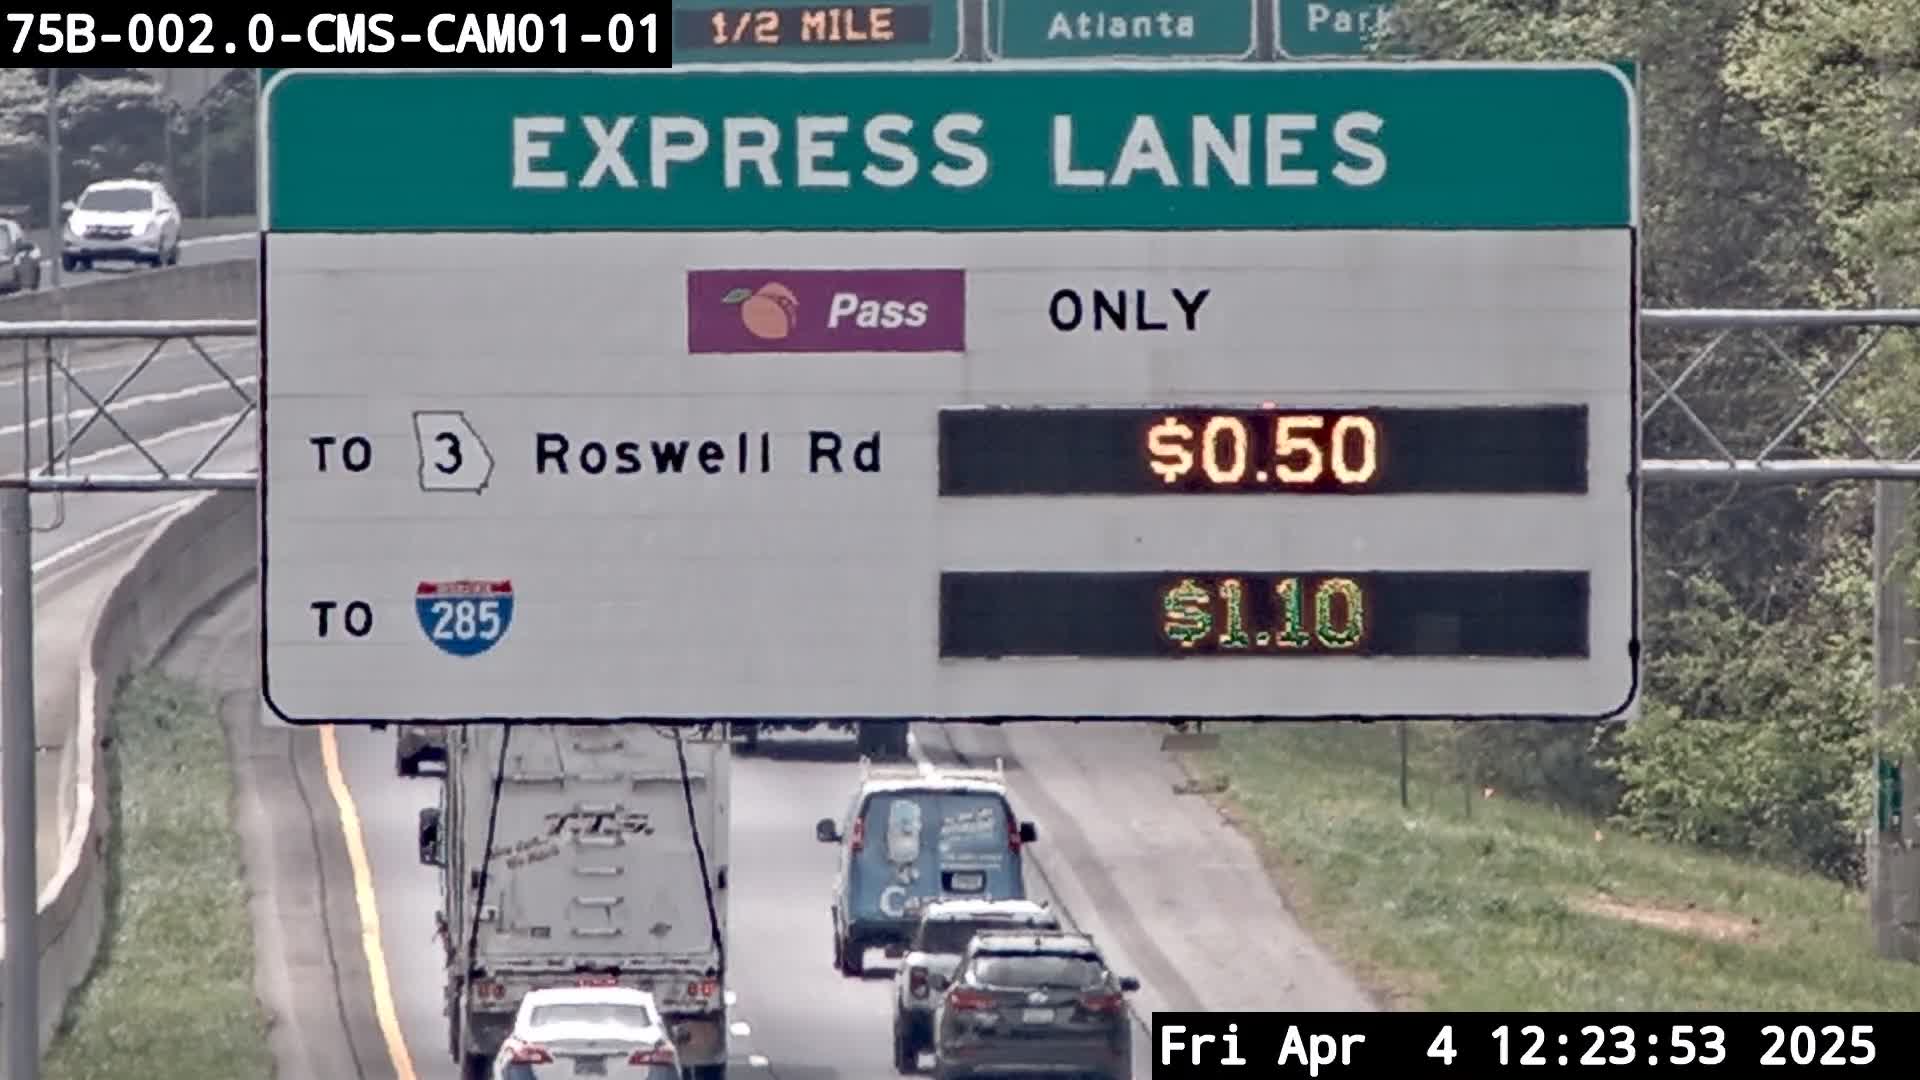 75B-002.0-CMS-CAM01-01
1/2 MILE
Atlanta
Park
EXPRESS LANES
Pass ONLY
TO 3 Roswell Rd $0.50
TO 285 $1.10
T.T.S.
Fri Apr 4 12:23:53 2025